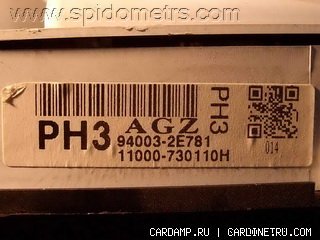 www.spidometrs.com
PH3
AGZ
PH3
94003-2E781
11000-730110H
014
CARDAMP.RU / CARDINETRU.COM